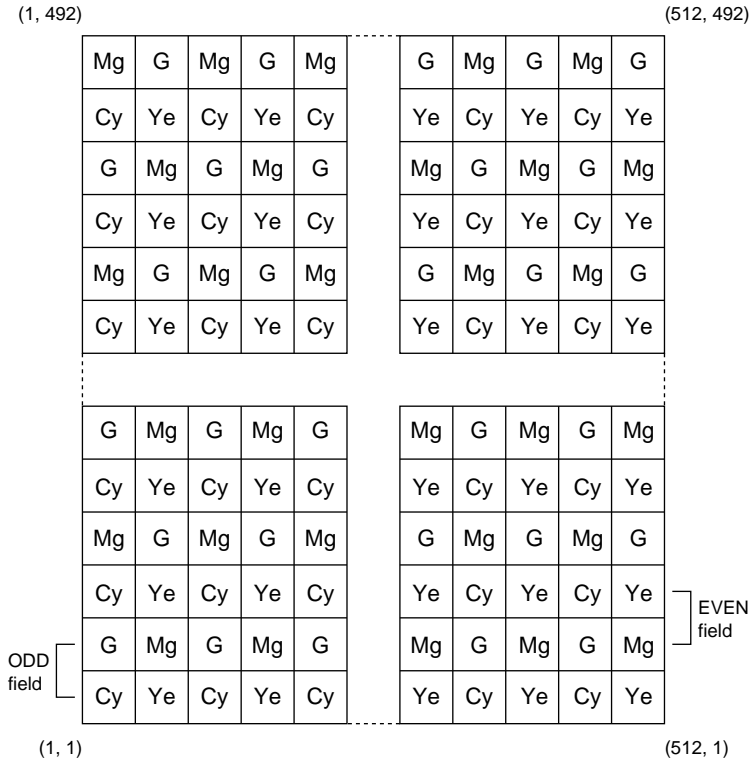 (1, 492) (512, 492)
Mg G Mg G Mg G Mg G Mg G
Cy Ye Cy Ye Cy Ye Cy Ye Cy Ye
G Mg G Mg G Mg G Mg G Mg
Cy Ye Cy Ye Cy Ye Cy Ye Cy Ye
Mg G Mg G Mg G Mg G Mg G
Cy Ye Cy Ye Cy Ye Cy Ye Cy Ye
G Mg G Mg G Mg G Mg G Mg
Cy Ye Cy Ye Cy Ye Cy Ye Cy Ye
Mg G Mg G Mg G Mg G Mg G
Cy Ye Cy Ye Cy Ye Cy Ye Cy Ye
EVEN
field
G Mg G Mg G Mg G Mg G Mg
ODD
field
Cy Ye Cy Ye Cy Ye Cy Ye Cy Ye
(1, 1) (512, 1)